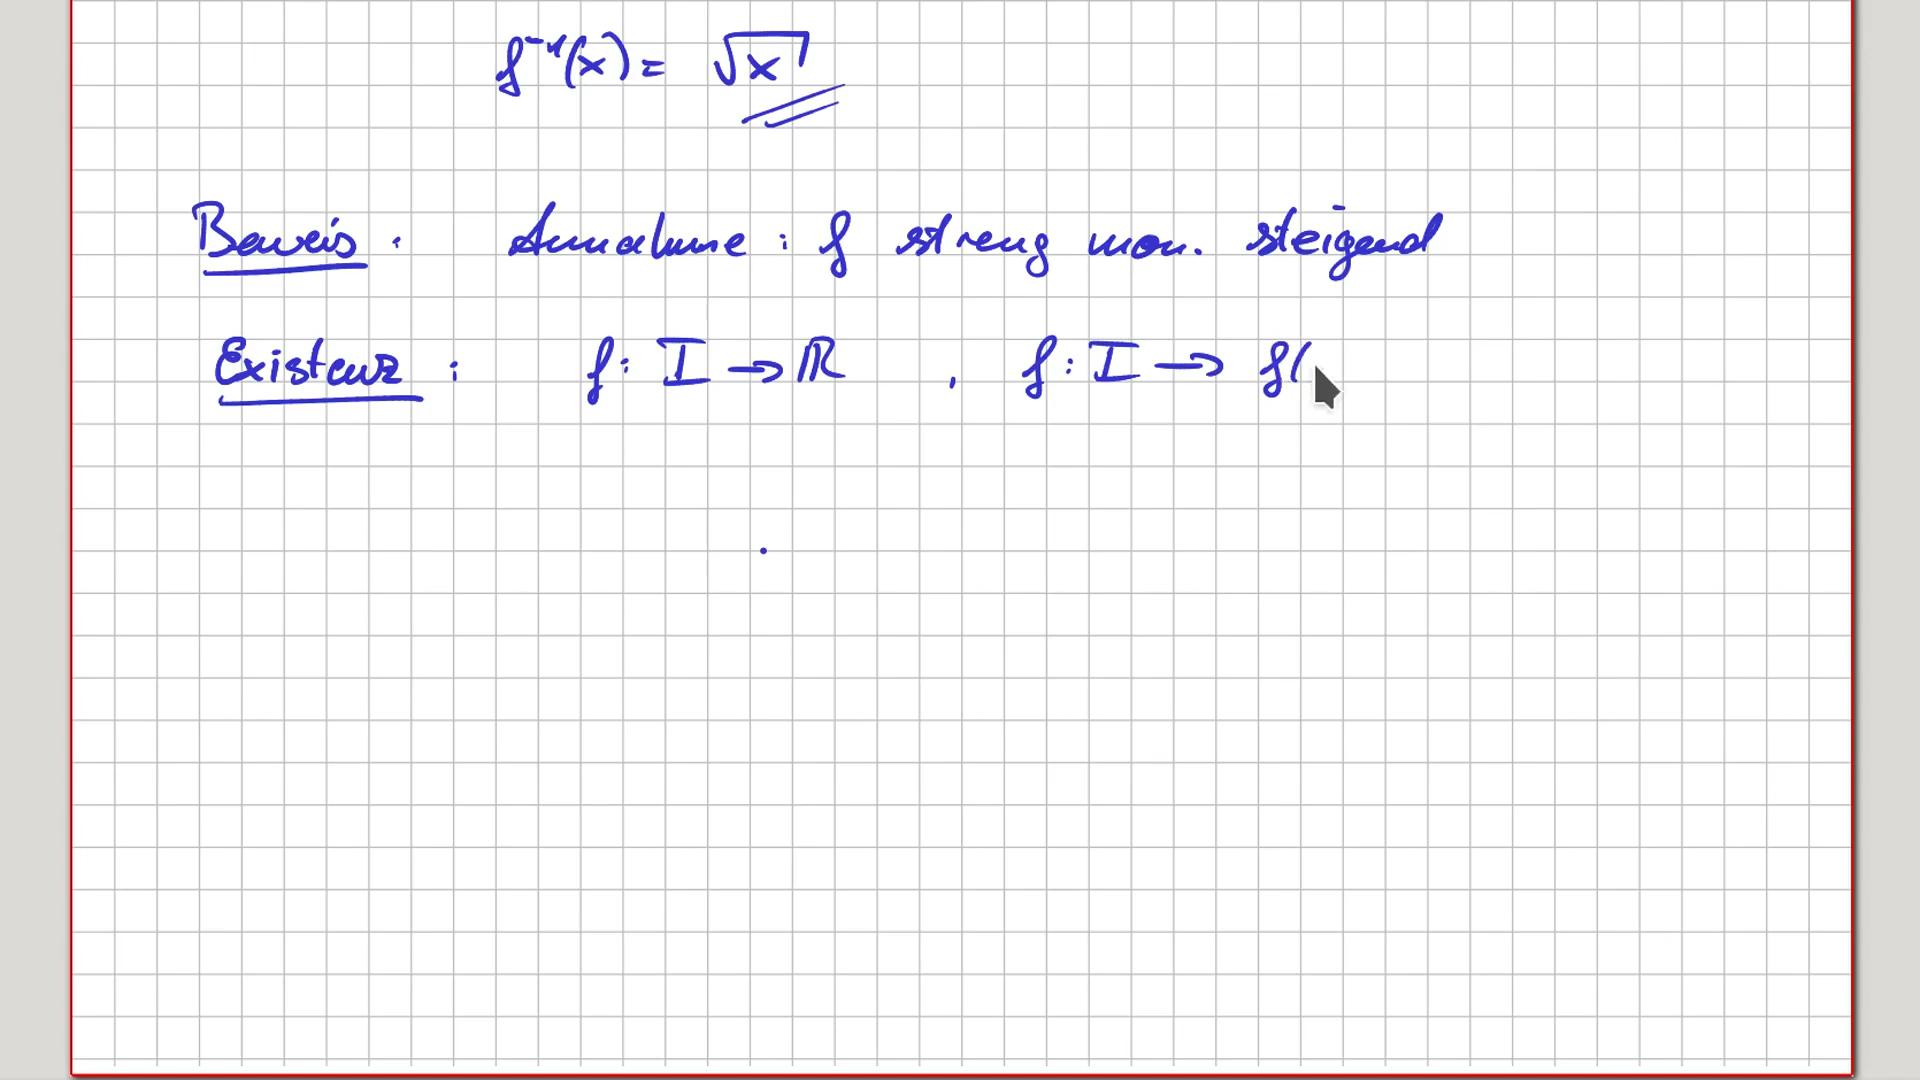 f⁻¹(x) = √x
Beweis : Annahme : f streng mon. steigend
Existenz : f : I → ℝ , f : I → f(